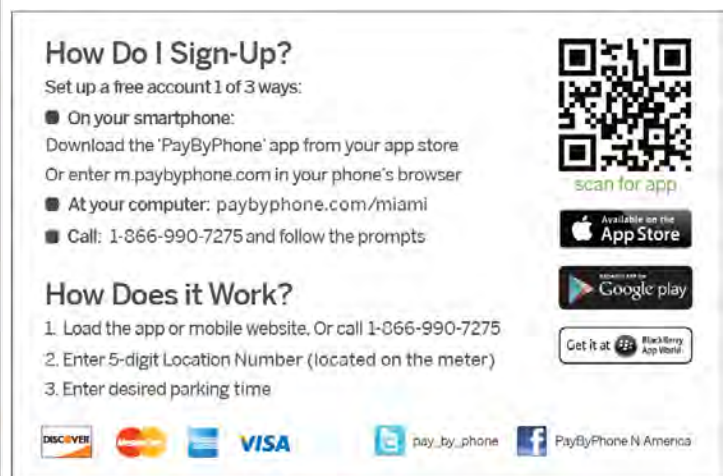 How Do I Sign-Up?
Set up a free account 1 of 3 ways:
On your smartphone:
Download the 'PayByPhone' app from your app store
Or enter m.paybyphone.com in your phone's browser
At your computer: paybyphone.com/miami
Call: 1-866-990-7275 and follow the prompts
scan for app
Available on the
App Store
Google play
Get it at BlackBerry
App World
How Does it Work?
1. Load the app or mobile website. Or call 1-866-990-7275
2. Enter 5-digit Location Number (located on the meter)
3. Enter desired parking time
DISCOVER
MasterCard
VISA
pay_by_phone
PayByPhone N America